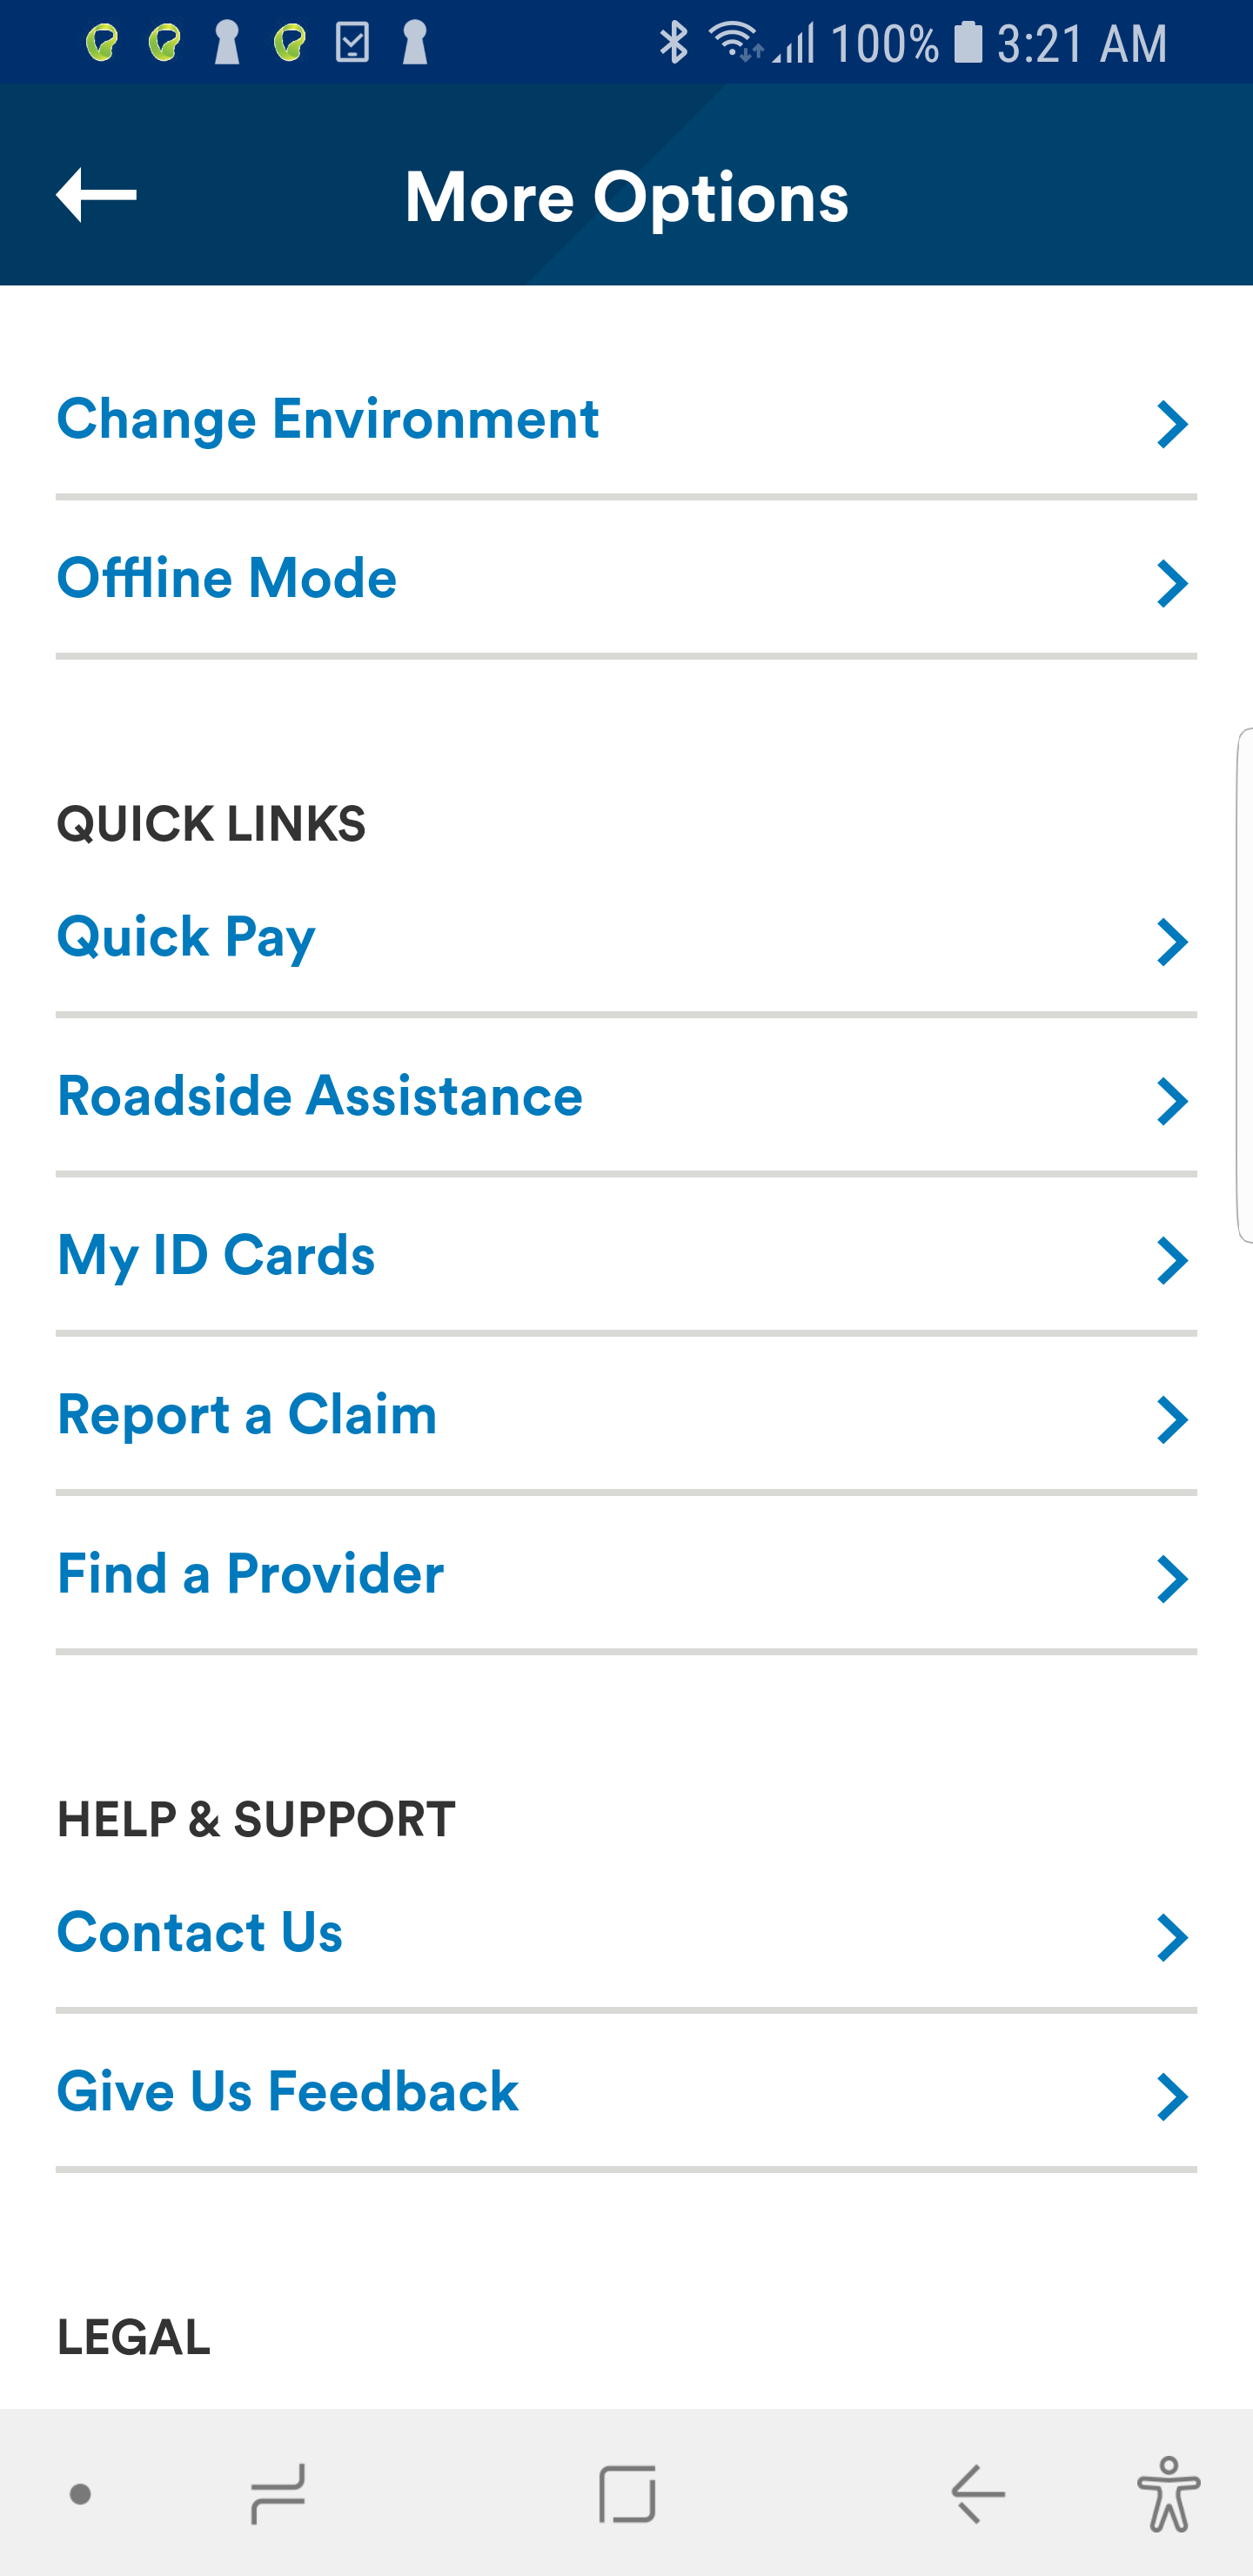 100% 3:21 AM
More Options
Change Environment
Offline Mode
QUICK LINKS
Quick Pay
Roadside Assistance
My ID Cards
Report a Claim
Find a Provider
HELP & SUPPORT
Contact Us
Give Us Feedback
LEGAL